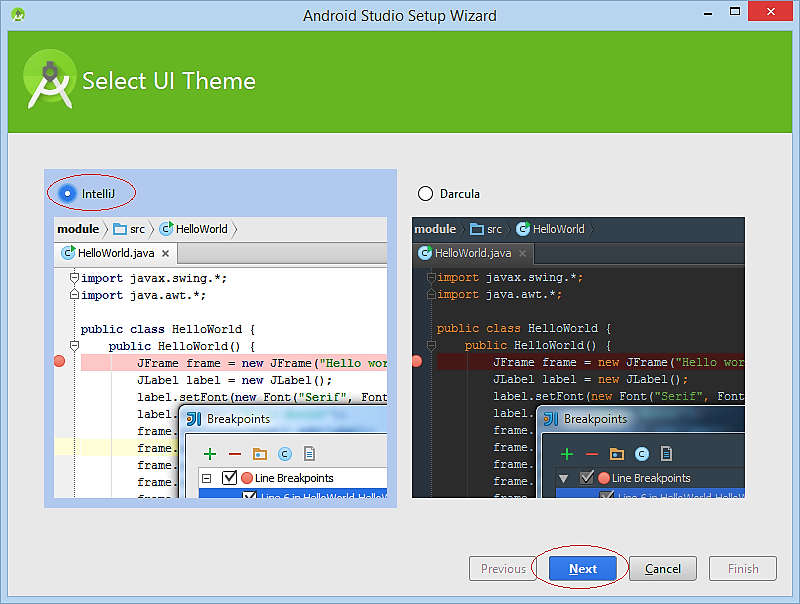 Android Studio Setup Wizard
Select UI Theme
IntelliJ
module src HelloWorld
HelloWorld.java
import javax.swing.*;
import java.awt.*;
public class HelloWorld {
public HelloWorld() {
JFrame frame = new JFrame("Hello wor
JLabel label = new JLabel();
label.setFont(new Font("Serif", Font
label.
frame.
frame.
frame.
frame.
Breakpoints
Line Breakpoints
Line 6 in HelloWorld.HelloW
Darcula
module src HelloWorld
HelloWorld.java
import javax.swing.*;
import java.awt.*;
public class HelloWorld {
public HelloWorld() {
JFrame frame = new JFrame("Hello wor
JLabel label = new JLabel();
label.setFont(new Font("Serif", Font
label.
frame.
frame.
frame.
frame.
Breakpoints
Line Breakpoints
Line 6 in HelloWorld.HelloW
Previous Next Cancel Finish